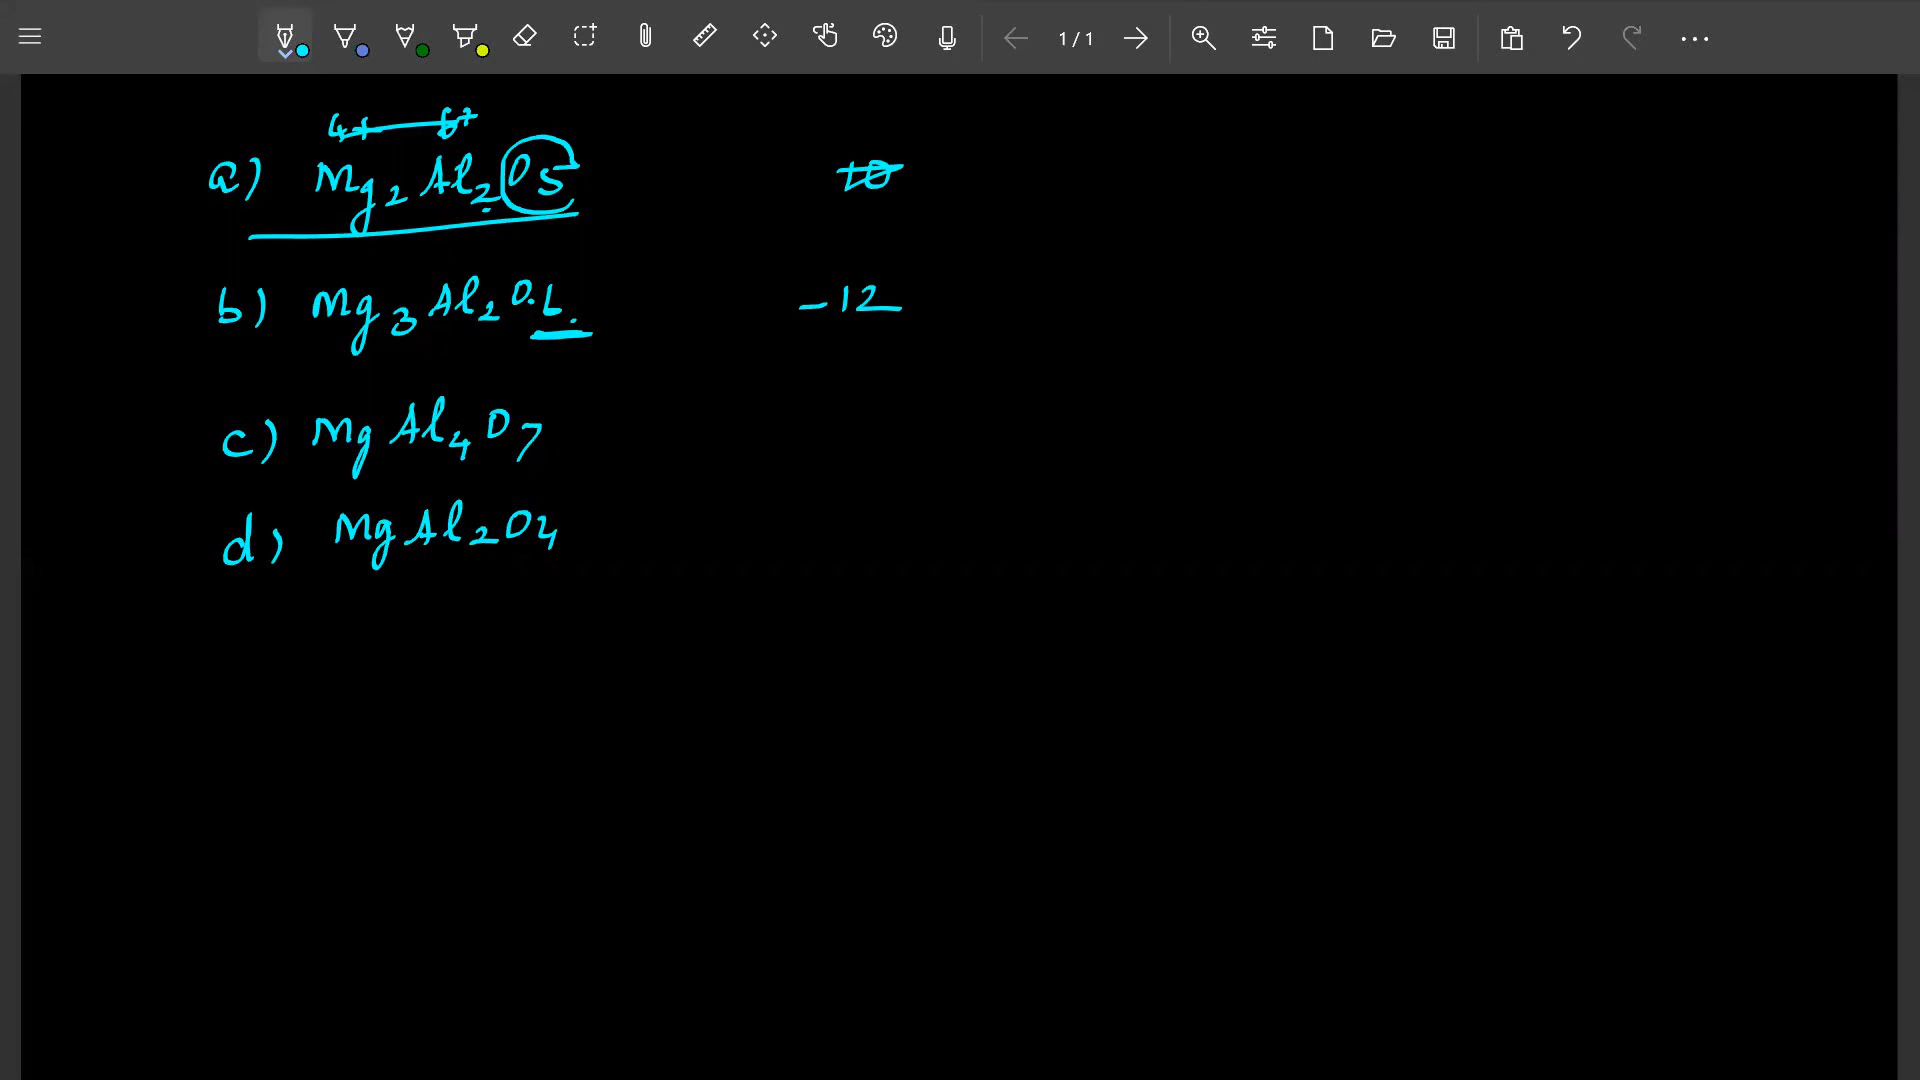 1 / 1
4+ 6+
a) Mg2Al2O5 10
b) Mg3Al2O6. -12
c) MgAl4O7
d) MgAl2O4